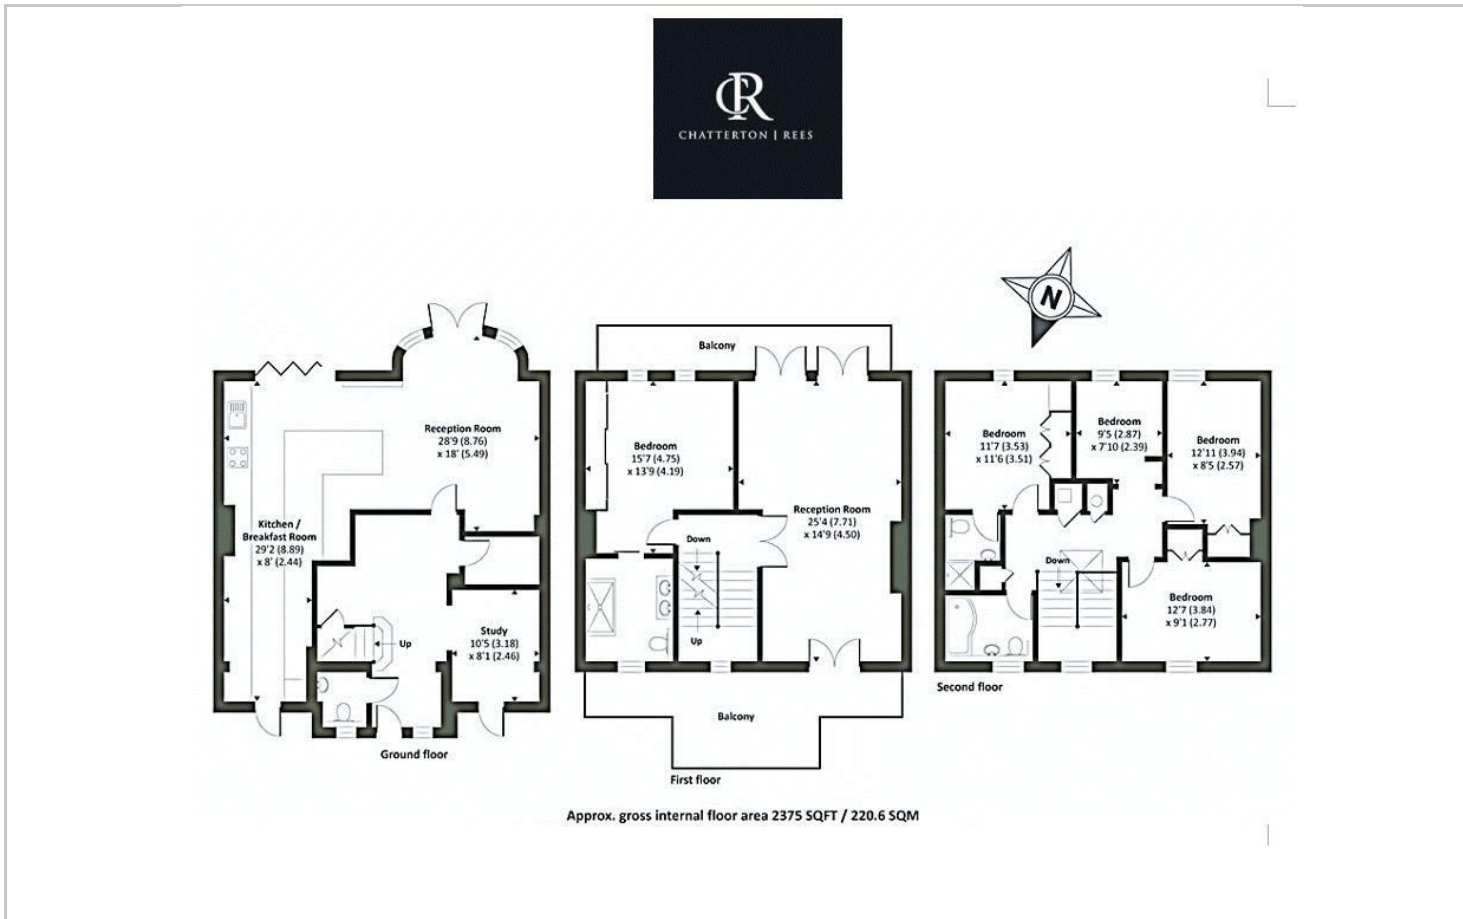 CR
CHATTERTON | REES
N
Balcony
Reception Room
28'9 (8.76)
x 18' (5.49)
Kitchen /
Breakfast Room
29'2 (8.89)
x 8' (2.44)
Study
10'5 (3.18)
x 8'1 (2.46)
Up
Ground floor
Bedroom
15'7 (4.75)
x 13'9 (4.19)
Reception Room
25'4 (7.71)
x 14'9 (4.50)
Down
Up
Balcony
First floor
Bedroom
11'7 (3.53)
x 11'6 (3.51)
Bedroom
9'5 (2.87)
x 7'10 (2.39)
Bedroom
12'11 (3.94)
x 8'5 (2.57)
Down
Bedroom
12'7 (3.84)
x 9'1 (2.77)
Second floor
Approx. gross internal floor area 2375 SQFT / 220.6 SQM